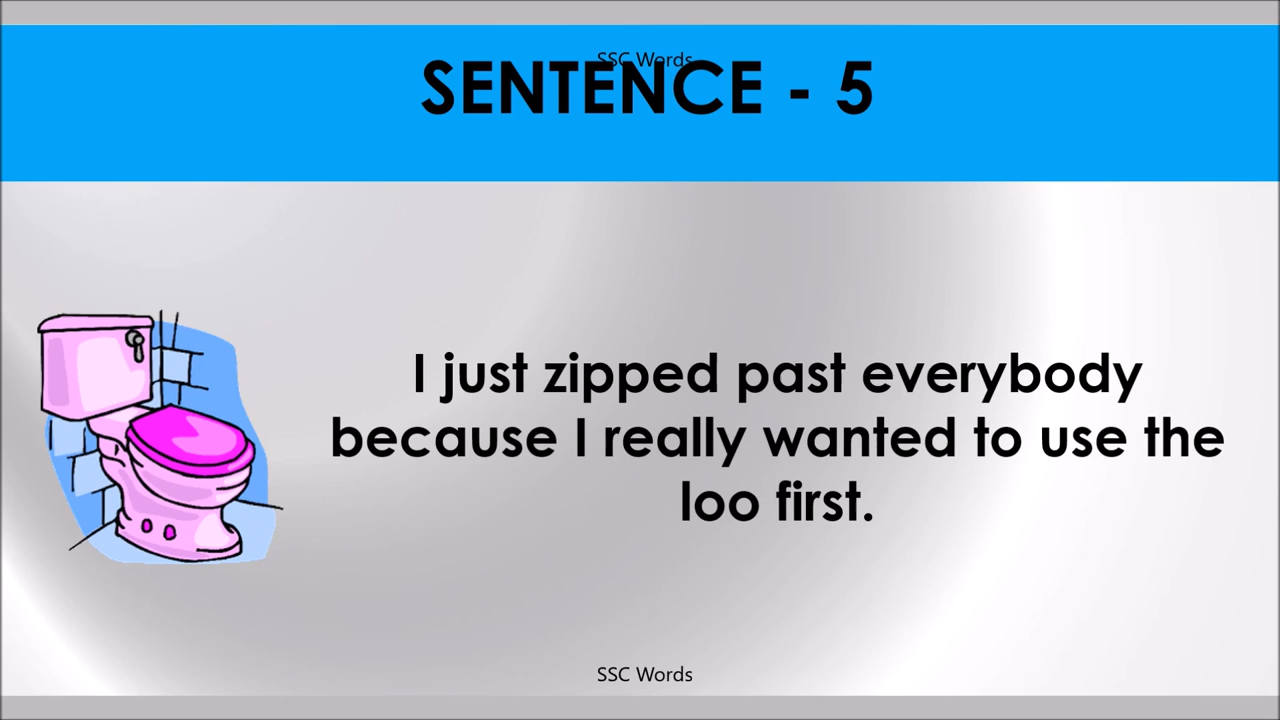 SSC Words
SENTENCE - 5
I just zipped past everybody
because I really wanted to use the
loo first.
SSC Words